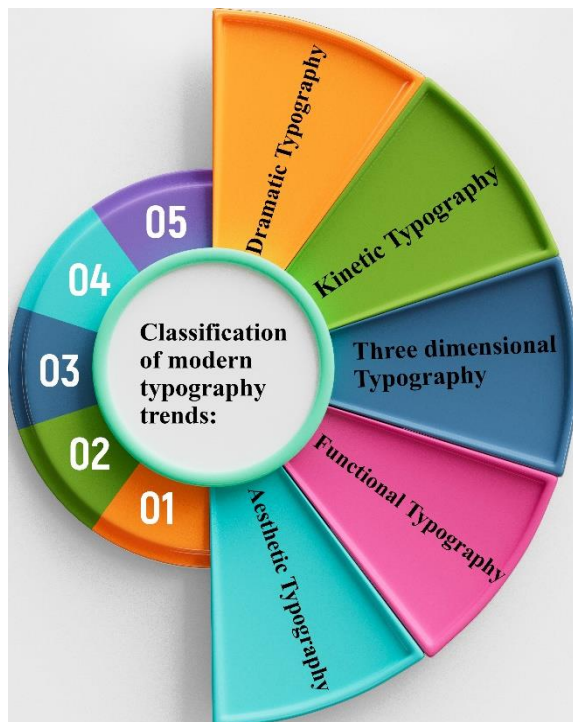 Dramatic Typography
Kinetic Typography
Three dimensional
Typography
Functional Typography
Aesthetic Typography
05
04
03
02
01
Classification
of modern
typography
trends: